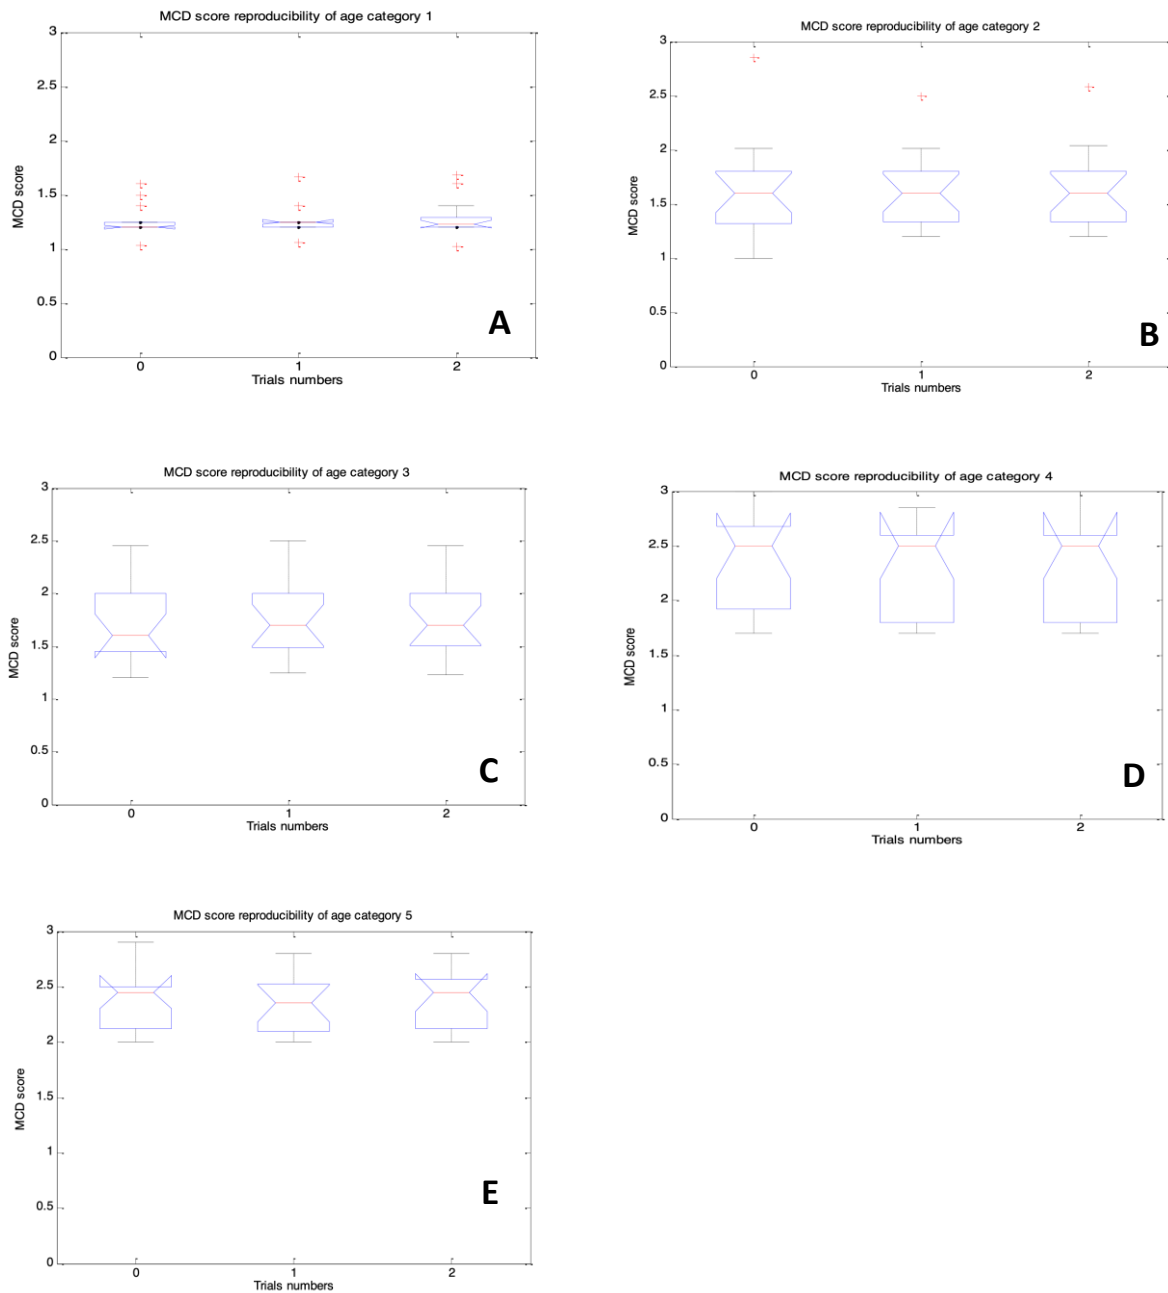 MCD score reproducibility of age category 1
3
2.5
2
1.5
1
0.5
0
MCD score
0 1 2
Trials numbers
A
MCD score reproducibility of age category 2
3
2.5
2
1.5
1
0.5
0
MCD score
0 1 2
Trials numbers
B
MCD score reproducibility of age category 3
3
2.5
2
1.5
1
0.5
0
MCD score
0 1 2
Trials numbers
C
MCD score reproducibility of age category 4
3
2.5
2
1.5
1
0.5
0
MCD score
0 1 2
Trials numbers
D
MCD score reproducibility of age category 5
3
2.5
2
1.5
1
0.5
0
MCD score
0 1 2
Trials numbers
E